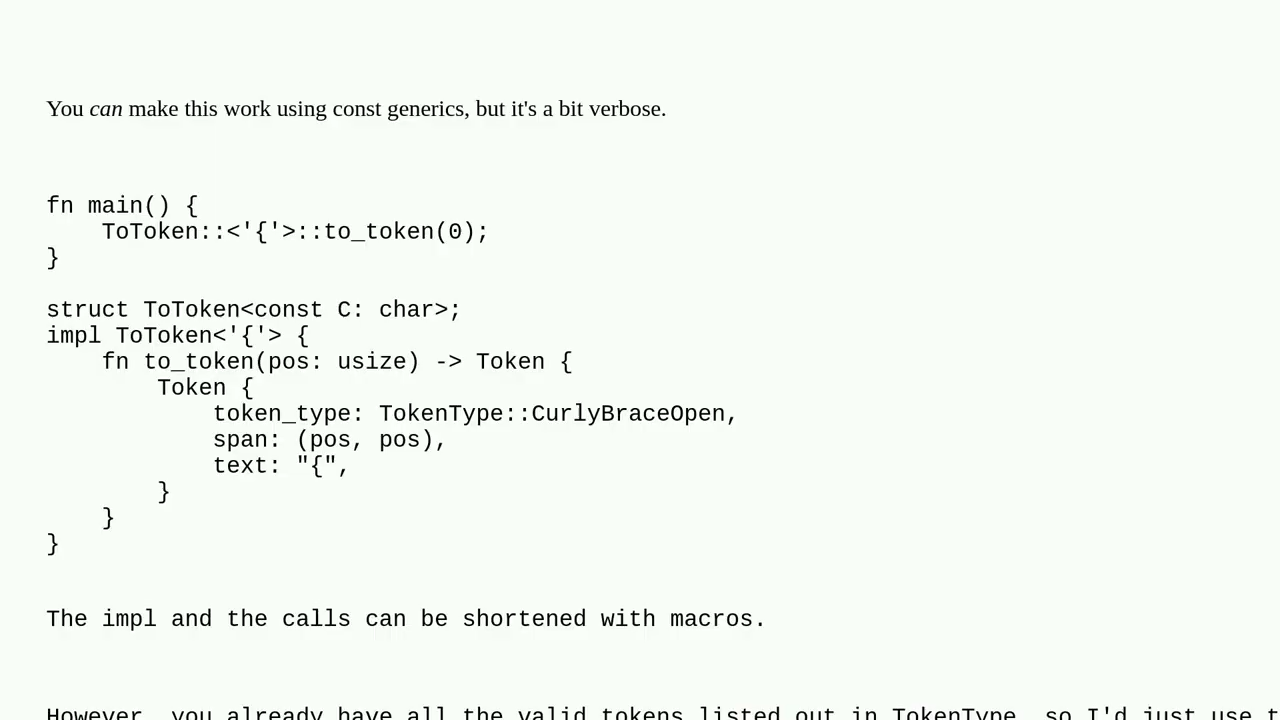 You can make this work using const generics, but it's a bit verbose.
fn main() {
    ToToken::<'{'>::to_token(0);
}
struct ToToken<const C: char>;
impl ToToken<'{'> {
    fn to_token(pos: usize) -> Token {
        Token {
            token_type: TokenType::CurlyBraceOpen,
            span: (pos, pos),
            text: "{",
        }
    }
}
The impl and the calls can be shortened with macros.
However, you already have all the valid tokens listed out in TokenType, so I'd just use